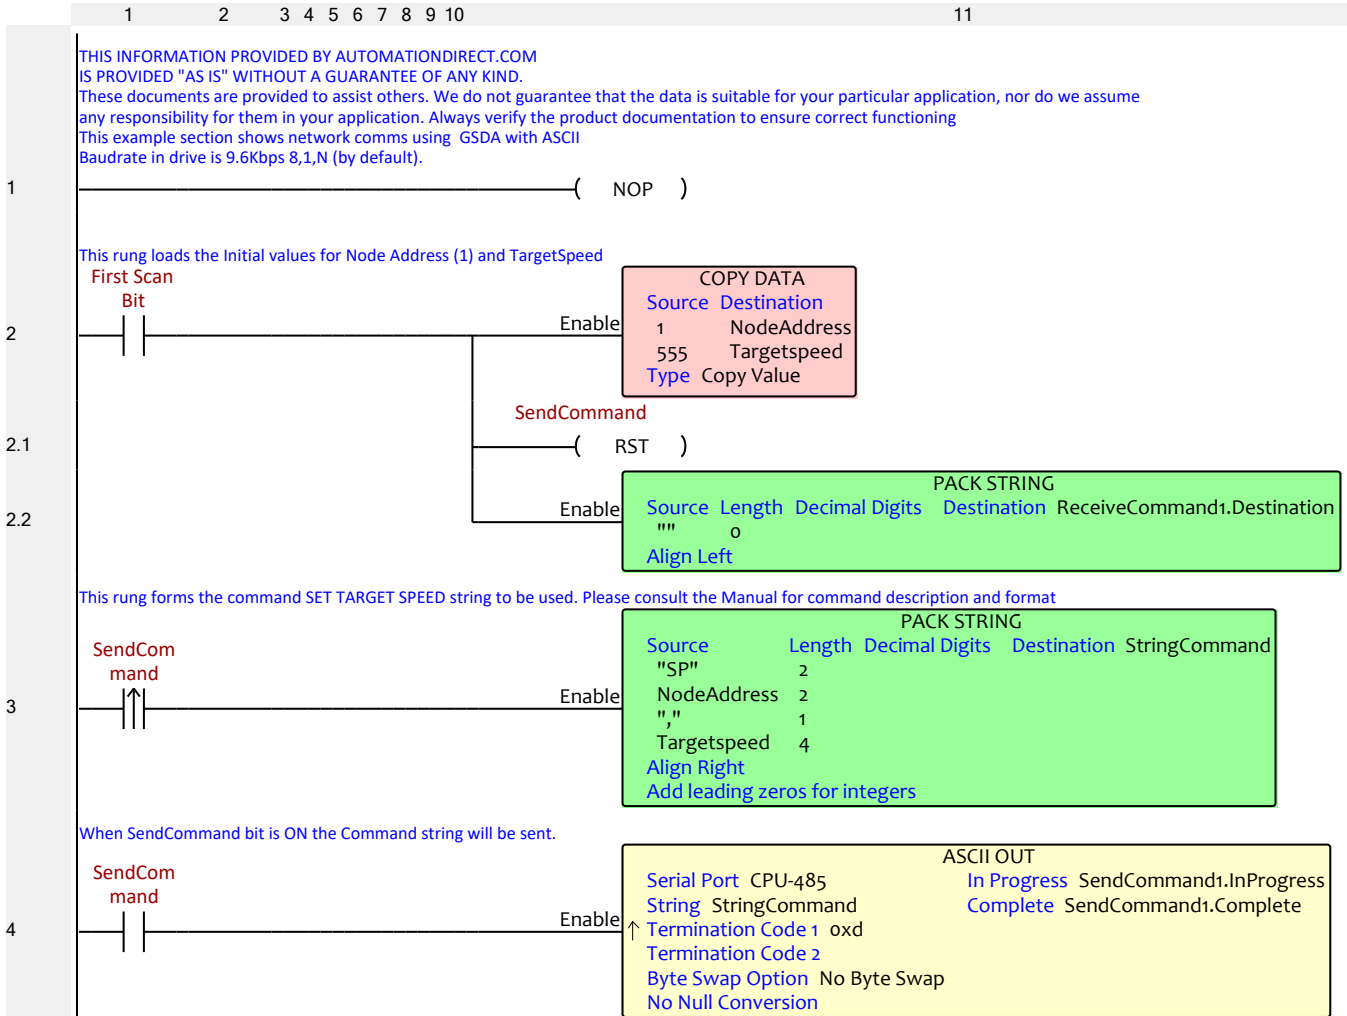 1 2 3 4 5 6 7 8 9 10 11
THIS INFORMATION PROVIDED BY AUTOMATIONDIRECT.COM
IS PROVIDED "AS IS" WITHOUT A GUARANTEE OF ANY KIND.
These documents are provided to assist others. We do not guarantee that the data is suitable for your particular application, nor do we assume
any responsibility for them in your application. Always verify the product documentation to ensure correct functioning
This example section shows network comms using GSDA with ASCII
Baudrate in drive is 9.6Kbps 8,1,N (by default).
1
( NOP )
This rung loads the Initial values for Node Address (1) and TargetSpeed
First Scan
Bit
2
Enable
COPY DATA
Source Destination
1 NodeAddress
555 Targetspeed
Type Copy Value
SendCommand
2.1
( RST )
2.2
Enable
PACK STRING
Source Length Decimal Digits Destination ReceiveCommand1.Destination
"" 0
Align Left
This rung forms the command SET TARGET SPEED string to be used. Please consult the Manual for command description and format
SendCom
mand
3
Enable
PACK STRING
Source Length Decimal Digits Destination StringCommand
"SP" 2
NodeAddress 2
"," 1
Targetspeed 4
Align Right
Add leading zeros for integers
When SendCommand bit is ON the Command string will be sent.
SendCom
mand
4
Enable
ASCII OUT
Serial Port CPU-485 In Progress SendCommand1.InProgress
String StringCommand Complete SendCommand1.Complete
↑ Termination Code 1 0xd
Termination Code 2
Byte Swap Option No Byte Swap
No Null Conversion